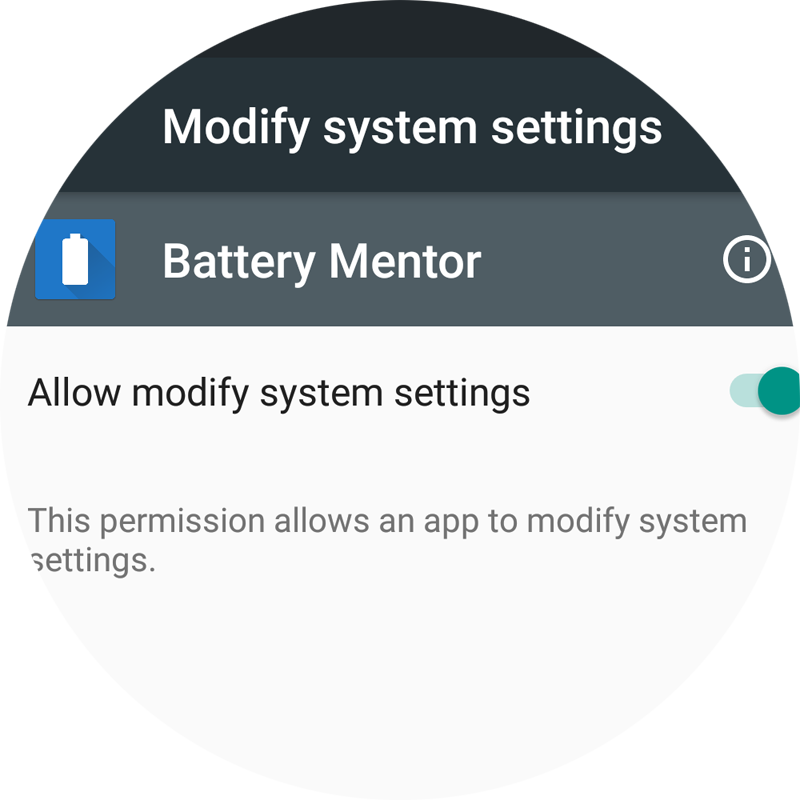 Modify system settings
Battery Mentor
Allow modify system settings
This permission allows an app to modify system
settings.